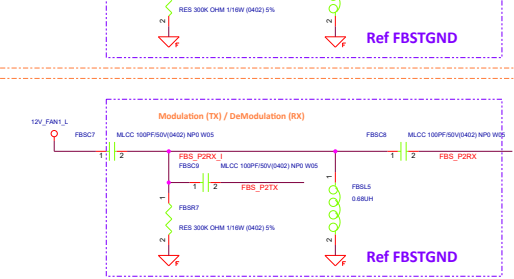 RES 300K OHM 1/16W (0402) 5%
2
2
F
F
Ref FBSTGND
Modulation (TX) / DeModulation (RX)
12V_FAN1_L
FBSC7
MLCC 100PF/50V(0402) NP0 W05
FBSC8
MLCC 100PF/50V(0402) NP0 W05
1
2
FBS_P2RX_I
1
2
FBS_P2RX
FBSC9
MLCC 100PF/50V(0402) NP0 W05
1
2
FBS_P2TX
1
FBSR7
RES 300K OHM 1/16W (0402) 5%
2
1
FBSL5
0.68UH
2
F
F
Ref FBSTGND